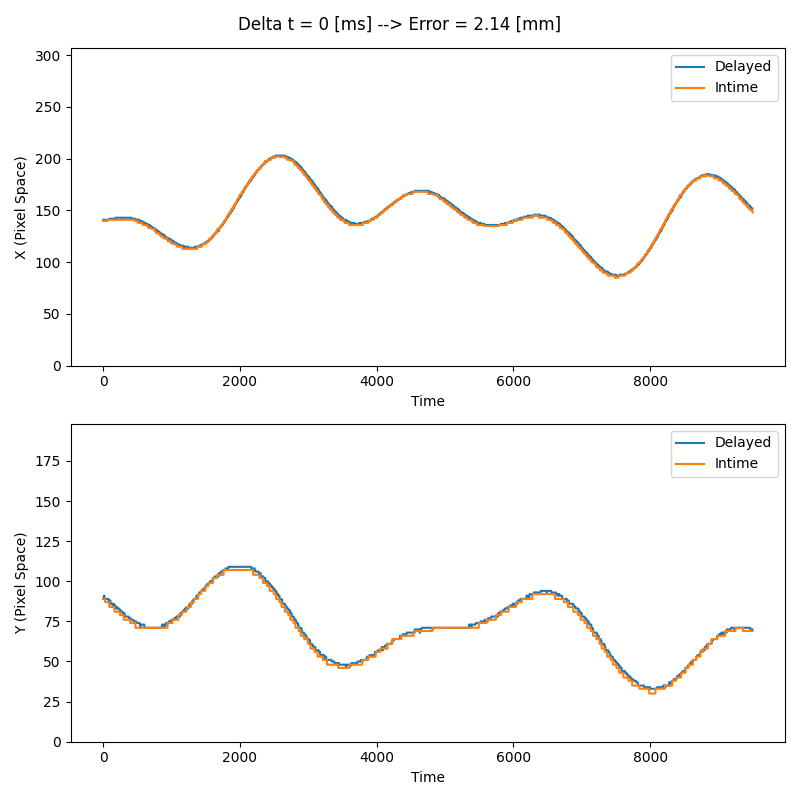 Delta t = 0 [ms] --> Error = 2.14 [mm]
300
250
200
150
100
50
0
X (Pixel Space)
Delayed
Intime
0 2000 4000 6000 8000
Time
175
150
125
100
75
50
25
0
Y (Pixel Space)
Delayed
Intime
0 2000 4000 6000 8000
Time